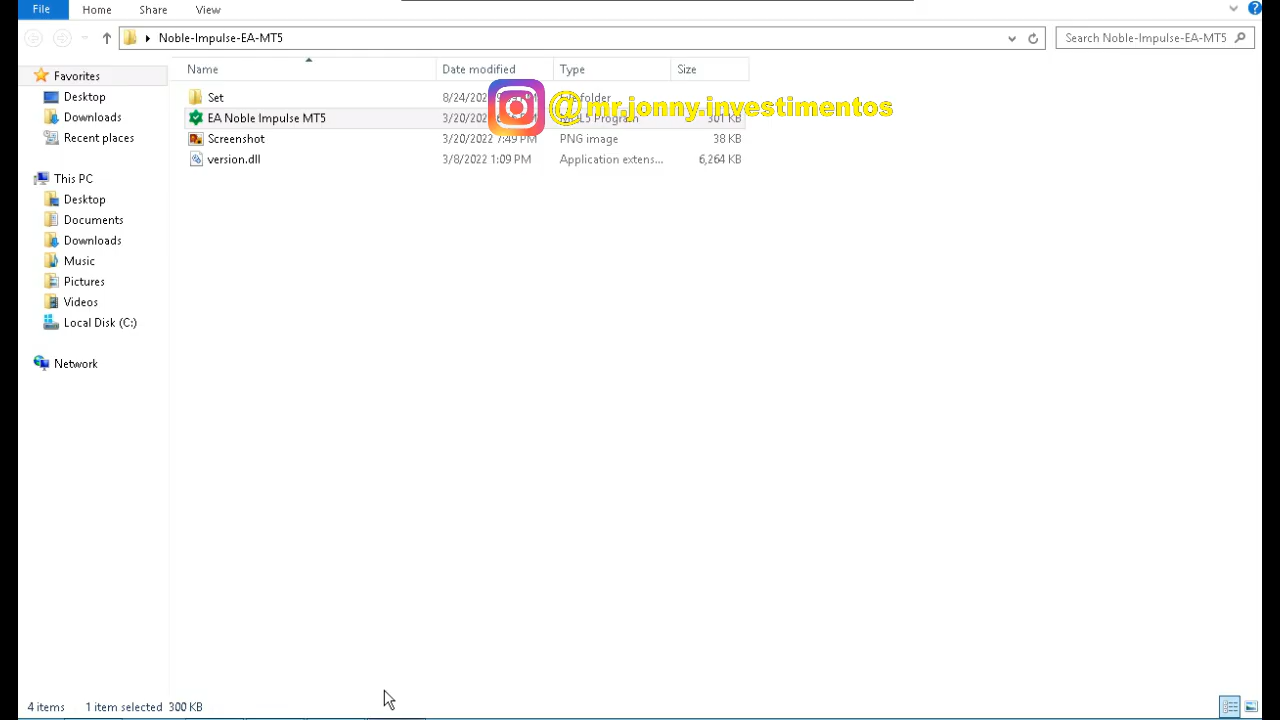 File Home Share View
Noble-Impulse-EA-MT5 Search Noble-Impulse-EA-MT5
Name Date modified Type Size
Favorites
Desktop
Downloads
Recent places
This PC
Desktop
Documents
Downloads
Music
Pictures
Videos
Local Disk (C:)
Network
Set
EA Noble Impulse MT5 301 KB
Screenshot 3/20/2022 7:49 PM PNG image 38 KB
version.dll 3/8/2022 1:09 PM Application extens... 6,264 KB
@mr.jonny.investimentos
4 items 1 item selected 300 KB